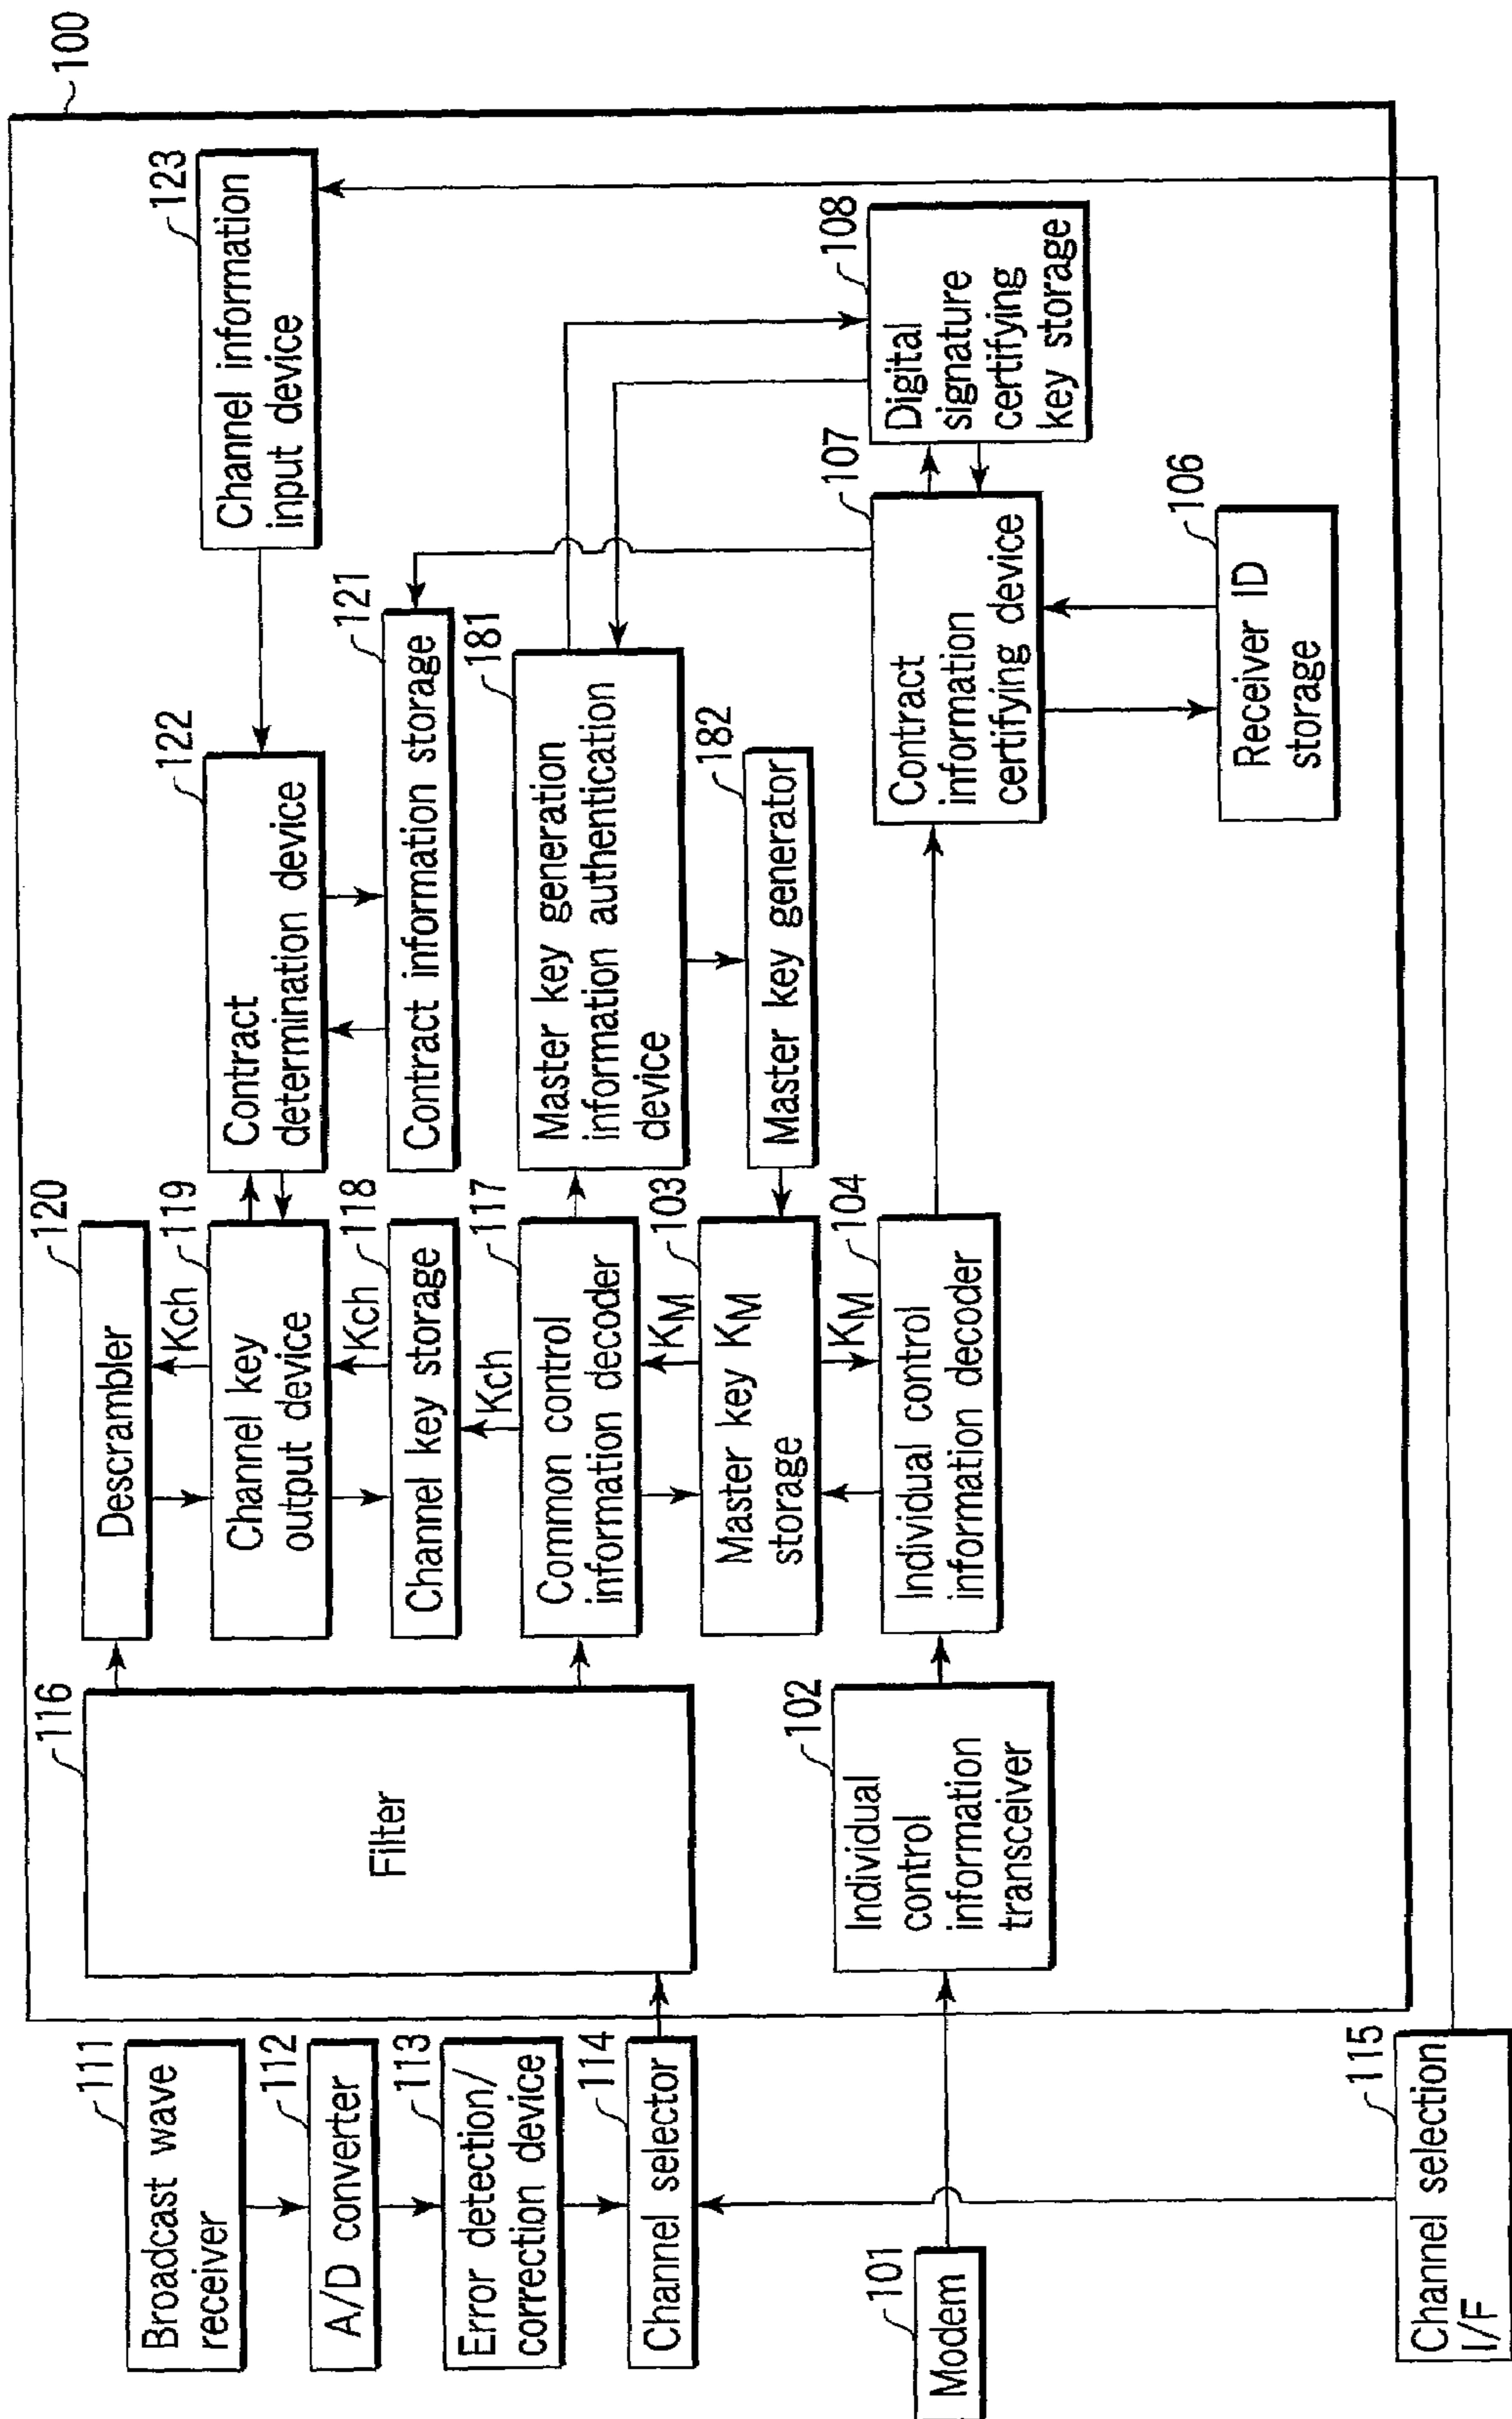 100
111
Broadcast wave
receiver
112
A/D converter
113
Error detection/
correction device
114
Channel selector
101
Modem
115
Channel selection
I/F
116
Filter
102
Individual
control
information
transceiver
120
Descrambler
Kch
119
Channel key
output device
Kch
118
Channel key storage
Kch
117
Common control
information decoder
KM
103
Master key KM
storage
KM
104
Individual control
information decoder
122
Contract
determination device
121
Contract information storage
181
Master key generation
information authentication
device
182
Master key generator
123
Channel information
input device
107
Contract
information
certifying device
108
Digital
signature
certifying
key storage
106
Receiver ID
storage